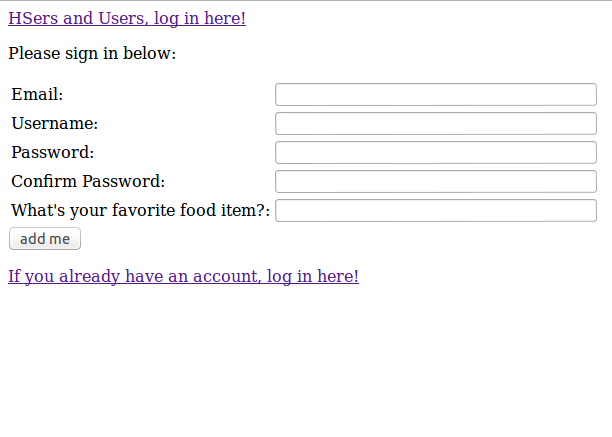 HSers and Users, log in here!
Please sign in below:
Email:
Username:
Password:
Confirm Password:
What's your favorite food item?:
add me
If you already have an account, log in here!